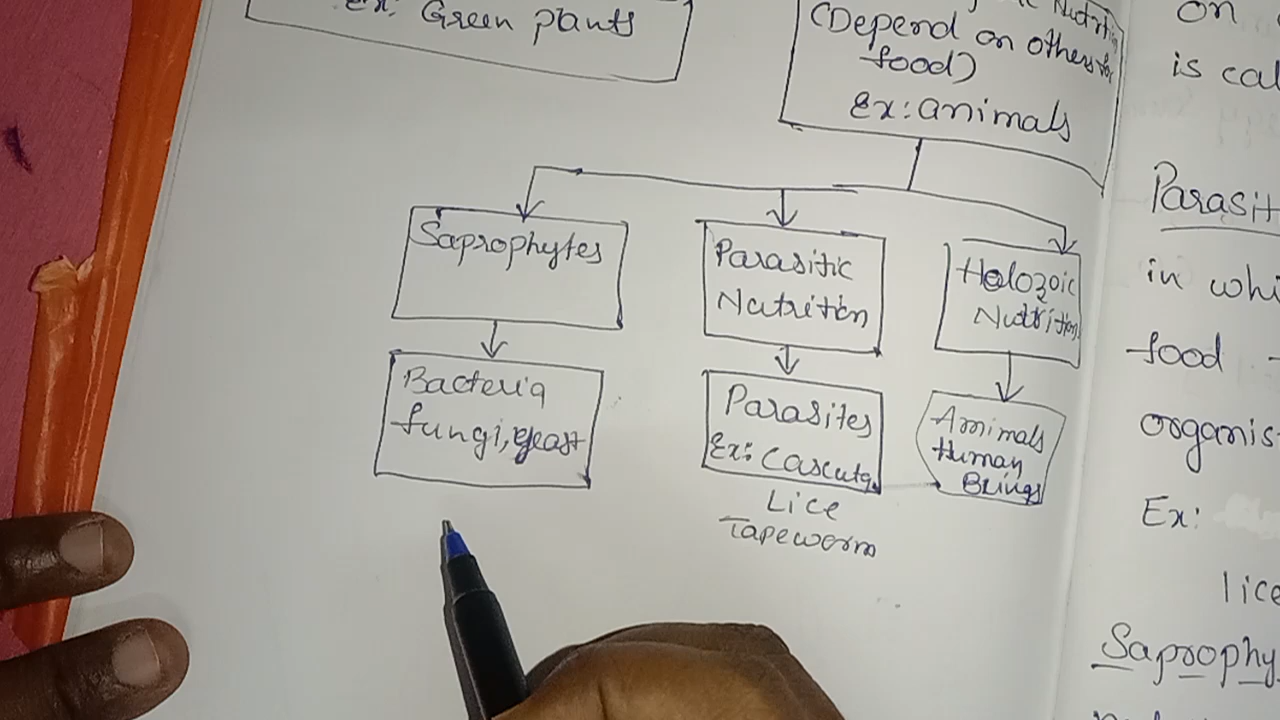 Ex: Green plants
Nutriti
(Depend on others for
food)
Ex: animals
Saprophytes
Bacteria
fungi, yeast
Parasitic
Nutrition
Parasites
Ex: Cascuta
Lice
Tapeworm
Holozoic
Nutrition
Animals
Human
Beings
on
is cal
Parasit
in whi
food
organis
Ex:
lice
Saprophy